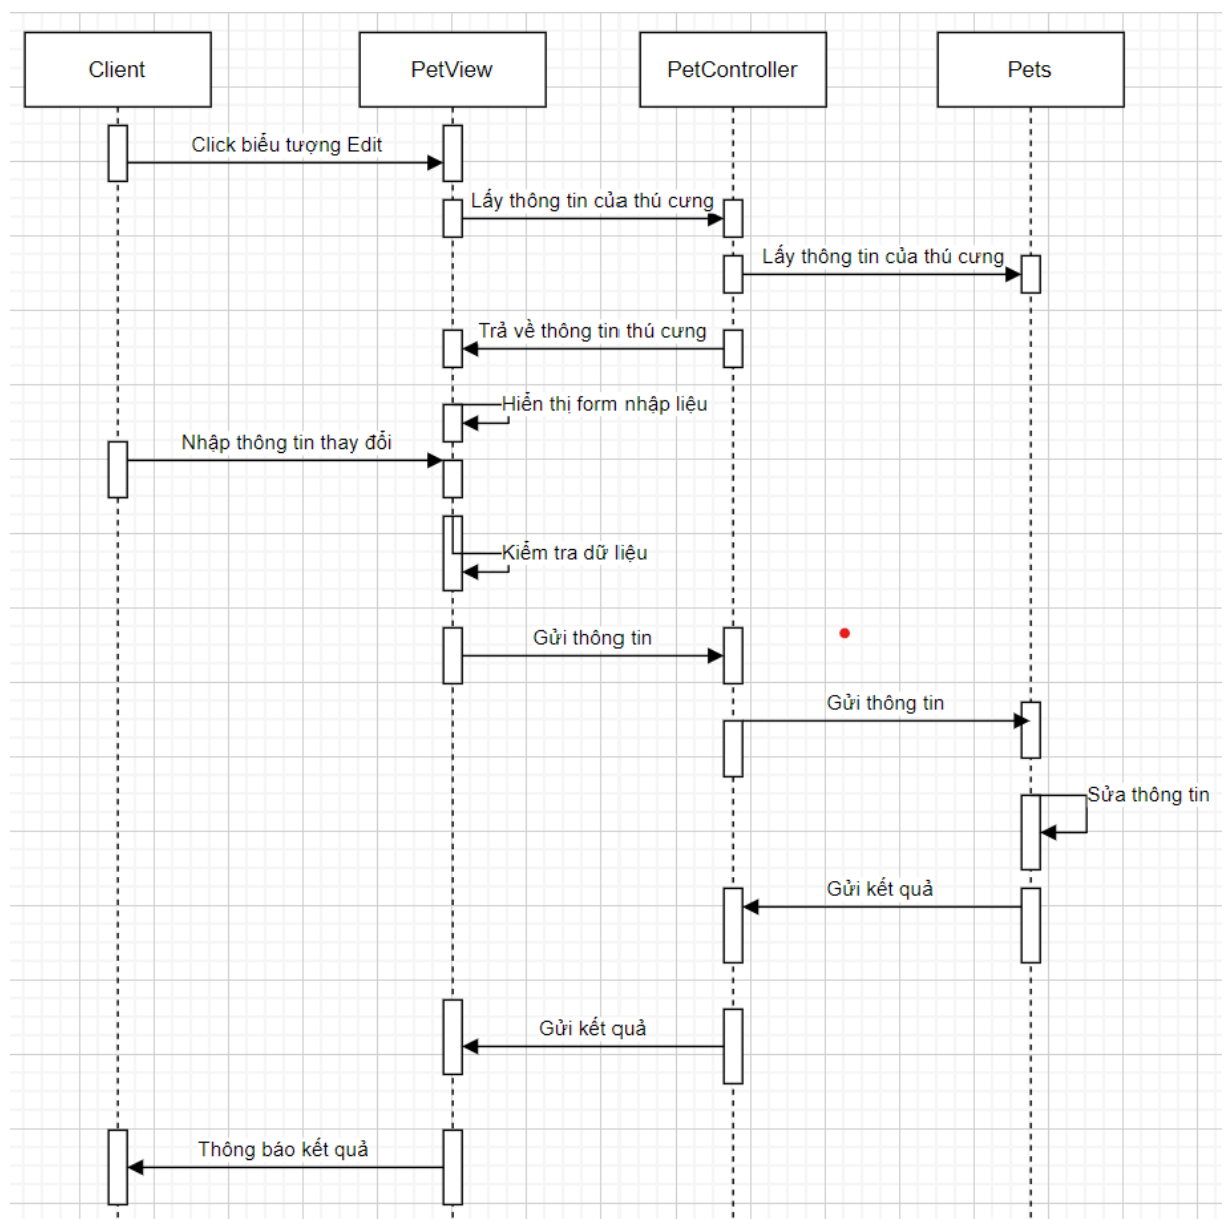 Client
PetView
PetController
Pets
Click biểu tượng Edit
Lấy thông tin của thú cưng
Lấy thông tin của thú cưng
Trả về thông tin thú cưng
Hiển thị form nhập liệu
Nhập thông tin thay đổi
Kiểm tra dữ liệu
Gửi thông tin
Gửi thông tin
Sửa thông tin
Gửi kết quả
Gửi kết quả
Thông báo kết quả